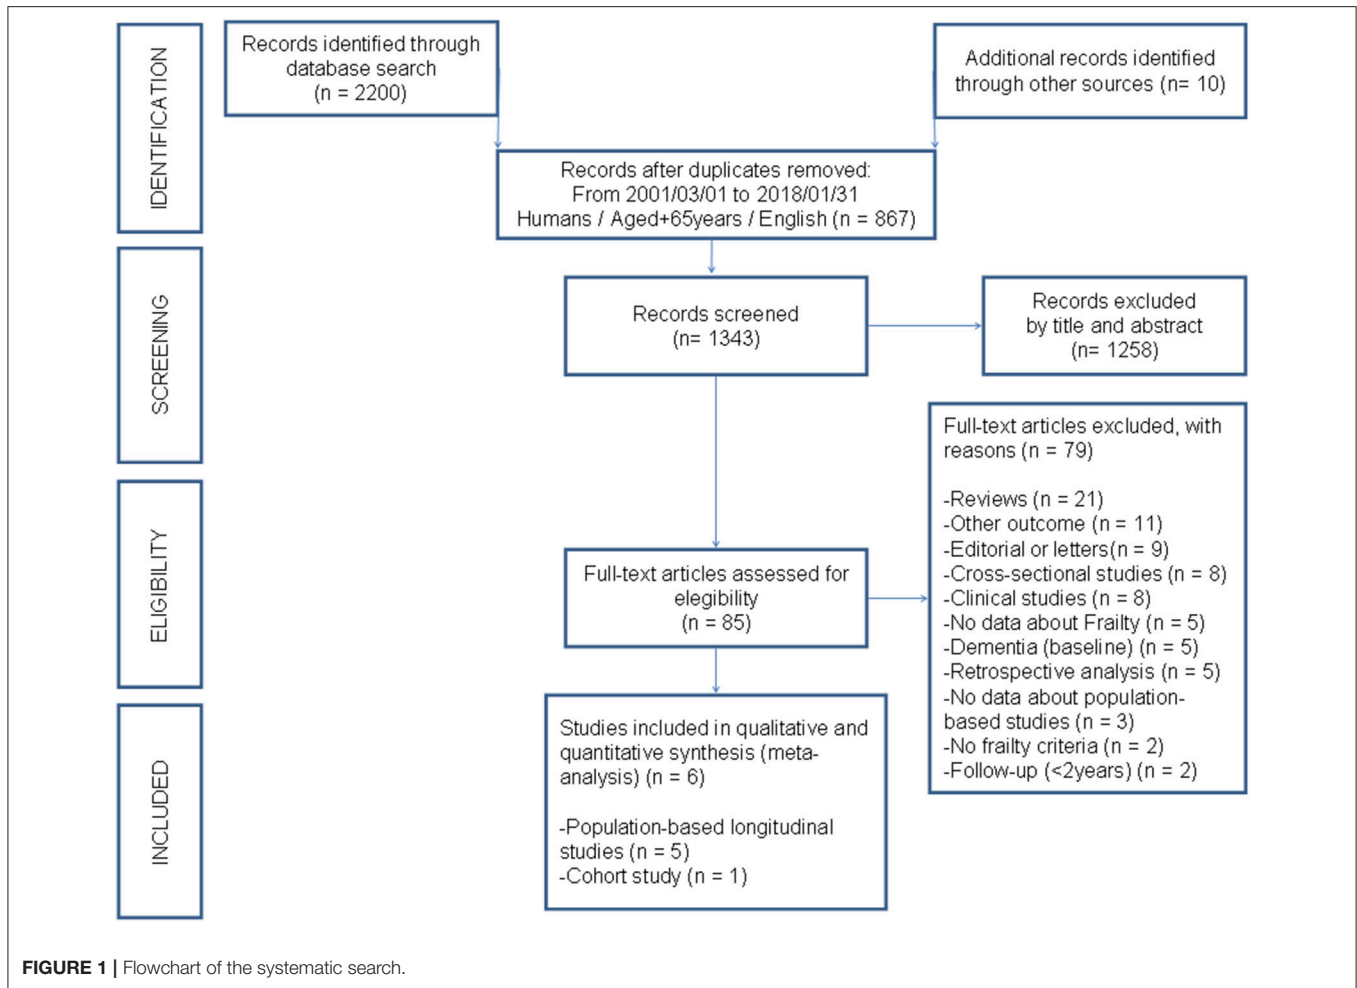 IDENTIFICATION
Records identified through
database search
(n = 2200)
Additional records identified
through other sources (n= 10)
Records after duplicates removed:
From 2001/03/01 to 2018/01/31
Humans / Aged+65years / English (n = 867)
SCREENING
Records screened
(n= 1343)
Records excluded
by title and abstract
(n= 1258)
ELIGIBILITY
Full-text articles assessed for
elegibility
(n = 85)
Full-text articles excluded, with
reasons (n = 79)
-Reviews (n = 21)
-Other outcome (n = 11)
-Editorial or letters(n = 9)
-Cross-sectional studies (n = 8)
-Clinical studies (n = 8)
-No data about Frailty (n = 5)
-Dementia (baseline) (n = 5)
-Retrospective analysis (n = 5)
-No data about population-
based studies (n = 3)
-No frailty criteria (n = 2)
-Follow-up (<2years) (n = 2)
INCLUDED
Studies included in qualitative and
quantitative synthesis (meta-
analysis) (n = 6)
-Population-based longitudinal
studies (n = 5)
-Cohort study (n = 1)
FIGURE 1 | Flowchart of the systematic search.